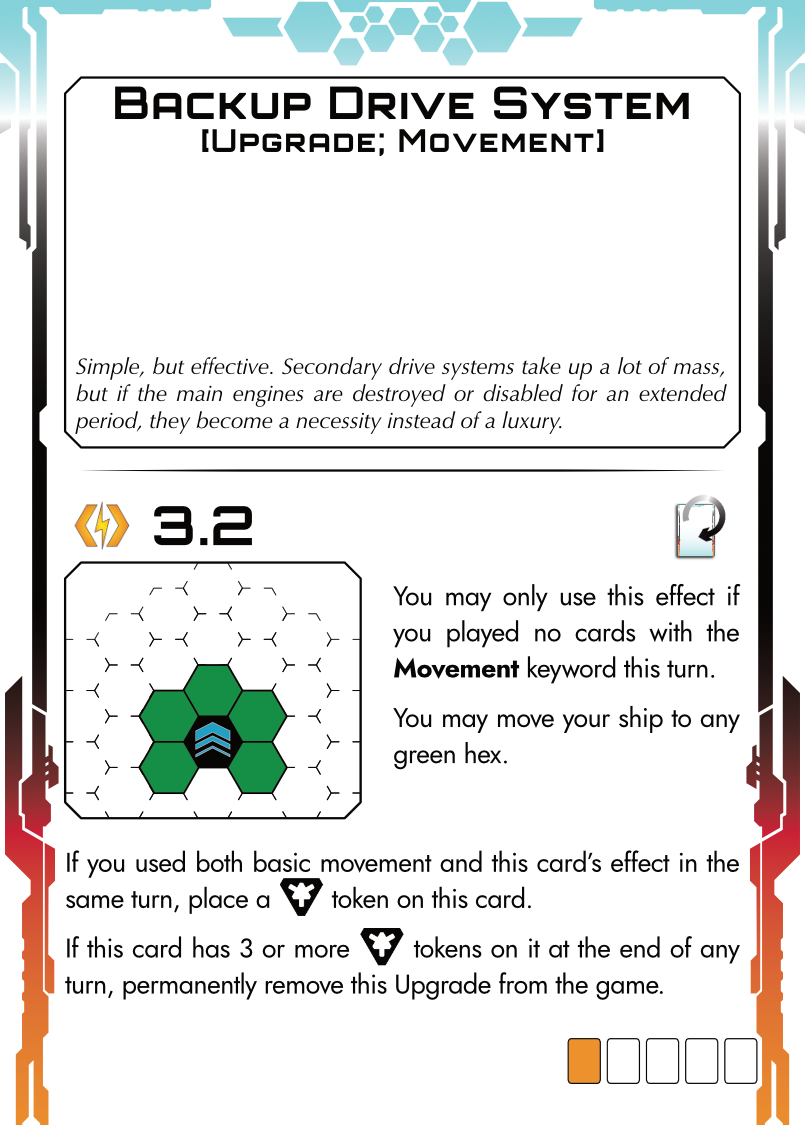 Backup Drive System
[Upgrade; Movement]
Simple, but effective. Secondary drive systems take up a lot of mass,
but if the main engines are destroyed or disabled for an extended
period, they become a necessity instead of a luxury.
3.2
You may only use this effect if
you played no cards with the
Movement keyword this turn.
You may move your ship to any
green hex.
If you used both basic movement and this card's effect in the
same turn, place a token on this card.
If this card has 3 or more tokens on it at the end of any
turn, permanently remove this Upgrade from the game.